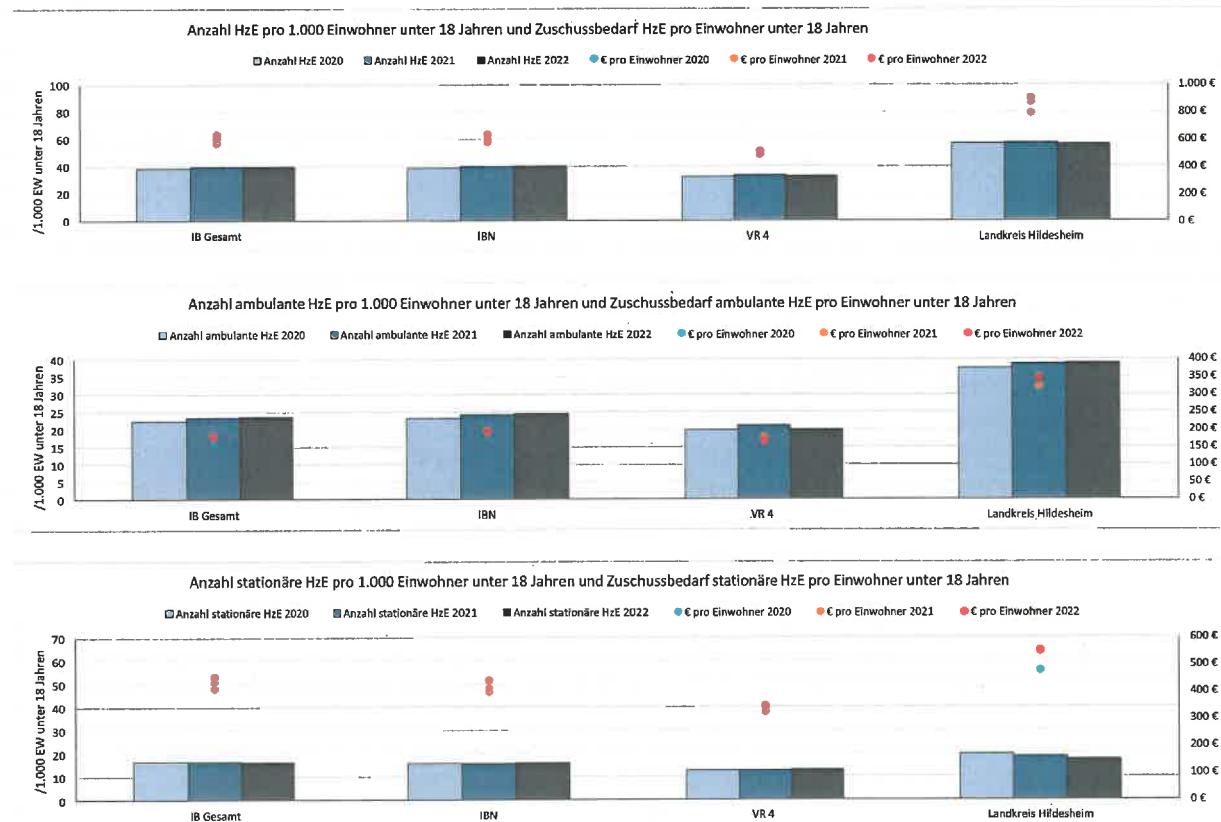 Anzahl HzE pro 1.000 Einwohner unter 18 Jahren und Zuschussbedarf HzE pro Einwohner unter 18 Jahren
Anzahl HzE 2020 Anzahl HzE 2021 Anzahl HzE 2022 € pro Einwohner 2020 € pro Einwohner 2021 € pro Einwohner 2022
/1.000 EW unter 18 Jahren
100 1.000 €
80 800 €
60 600 €
40 400 €
20 200 €
0 0 €
IB Gesamt IBN VR 4 Landkreis Hildesheim
Anzahl ambulante HzE pro 1.000 Einwohner unter 18 Jahren und Zuschussbedarf ambulante HzE pro Einwohner unter 18 Jahren
Anzahl ambulante HzE 2020 Anzahl ambulante HzE 2021 Anzahl ambulante HzE 2022 € pro Einwohner 2020 € pro Einwohner 2021 € pro Einwohner 2022
/1.000 EW unter 18 Jahren
40 400 €
35 350 €
30 300 €
25 250 €
20 200 €
15 150 €
10 100 €
5 50 €
0 0 €
IB Gesamt IBN VR 4 Landkreis Hildesheim
Anzahl stationäre HzE pro 1.000 Einwohner unter 18 Jahren und Zuschussbedarf stationäre HzE pro Einwohner unter 18 Jahren
Anzahl stationäre HzE 2020 Anzahl stationäre HzE 2021 Anzahl stationäre HzE 2022 € pro Einwohner 2020 € pro Einwohner 2021 € pro Einwohner 2022
/1.000 EW unter 18 Jahren
70 600 €
60 500 €
50 400 €
40 300 €
30 200 €
20 100 €
10 0 €
0
IB Gesamt IBN VR 4 Landkreis Hildesheim